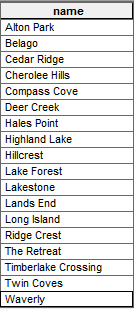 name
Alton Park
Belago
Cedar Ridge
Cherolee Hills
Compass Cove
Deer Creek
Hales Point
Highland Lake
Hillcrest
Lake Forest
Lakestone
Lands End
Long Island
Ridge Crest
The Retreat
Timberlake Crossing
Twin Coves
Waverly